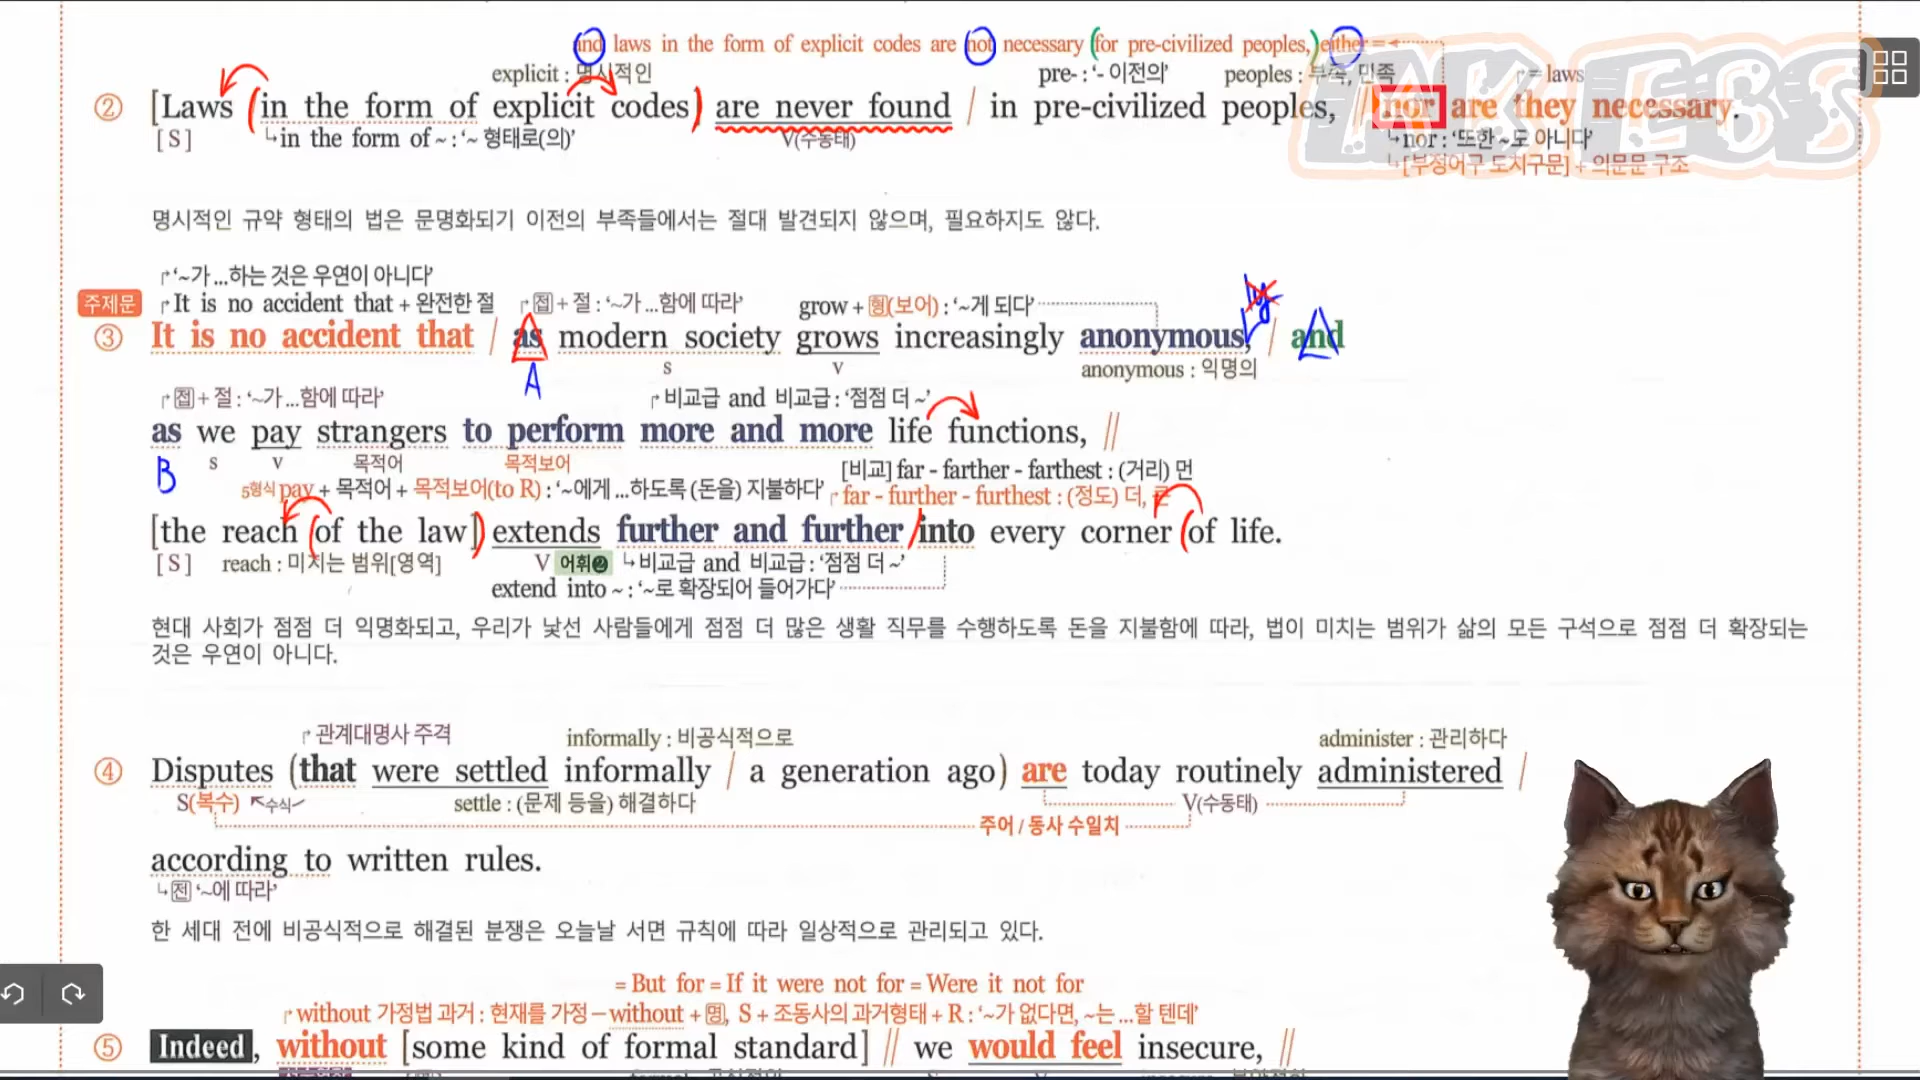 and laws in the form of explicit codes are not necessary (for pre-civilized peoples,) either =
explicit : 명시적인 pre- : ‘- 이전의’ peoples : 부족, 민족 = laws
② [Laws (in the form of explicit codes) are never found / in pre-civilized peoples, // nor are they necessary.
[S] in the form of ~ : ‘~ 형태로(의)’ V(수동태) nor : ‘또한 ~도 아니다’
[부정어구 도치구문] + 의문문 구조
명시적인 규약 형태의 법은 문명화되기 이전의 부족들에서는 절대 발견되지 않으며, 필요하지도 않다.
‘~가 ...하는 것은 우연이 아니다’
주제문 It is no accident that + 완전한 절 접 + 절 : ‘~가 ...함에 따라’ grow + 형(보어) : ‘~게 되다’
③ It is no accident that / as modern society grows increasingly anonymous, / and
A s v anonymous : 익명의
접 + 절 : ‘~가 ...함에 따라’ 비교급 and 비교급 : ‘점점 더 ~’
as we pay strangers to perform more and more life functions, //
B s v 목적어 목적보어 [비교] far - farther - farthest : (거리) 먼
5형식 pay + 목적어 + 목적보어(to R) : ‘~에게 ...하도록 (돈을) 지불하다’ far - further - furthest : (정도) 더,
[the reach (of the law]) extends further and further / into every corner (of life.
[S] reach : 미치는 범위[영역] V 어휘❷ 비교급 and 비교급 : ‘점점 더 ~’
extend into ~ : ‘~로 확장되어 들어가다’
현대 사회가 점점 더 익명화되고, 우리가 낯선 사람들에게 점점 더 많은 생활 직무를 수행하도록 돈을 지불함에 따라, 법이 미치는 범위가 삶의 모든 구석으로 점점 더 확장되는
것은 우연이 아니다.
관계대명사 주격 informally : 비공식적으로 administer : 관리하다
④ Disputes (that were settled informally / a generation ago) are today routinely administered /
S(복수) 수식 settle : (문제 등을) 해결하다 V(수동태)
주어 / 동사 수일치
according to written rules.
전 ‘~에 따라’
한 세대 전에 비공식적으로 해결된 분쟁은 오늘날 서면 규칙에 따라 일상적으로 관리되고 있다.
= But for = If it were not for = Were it not for
without 가정법 과거 : 현재를 가정 – without + 명, S + 조동사의 과거형태 + R : ‘~가 없다면, ~는 ...할 텐데’
⑤ Indeed, without [some kind of formal standard] // we would feel insecure, //